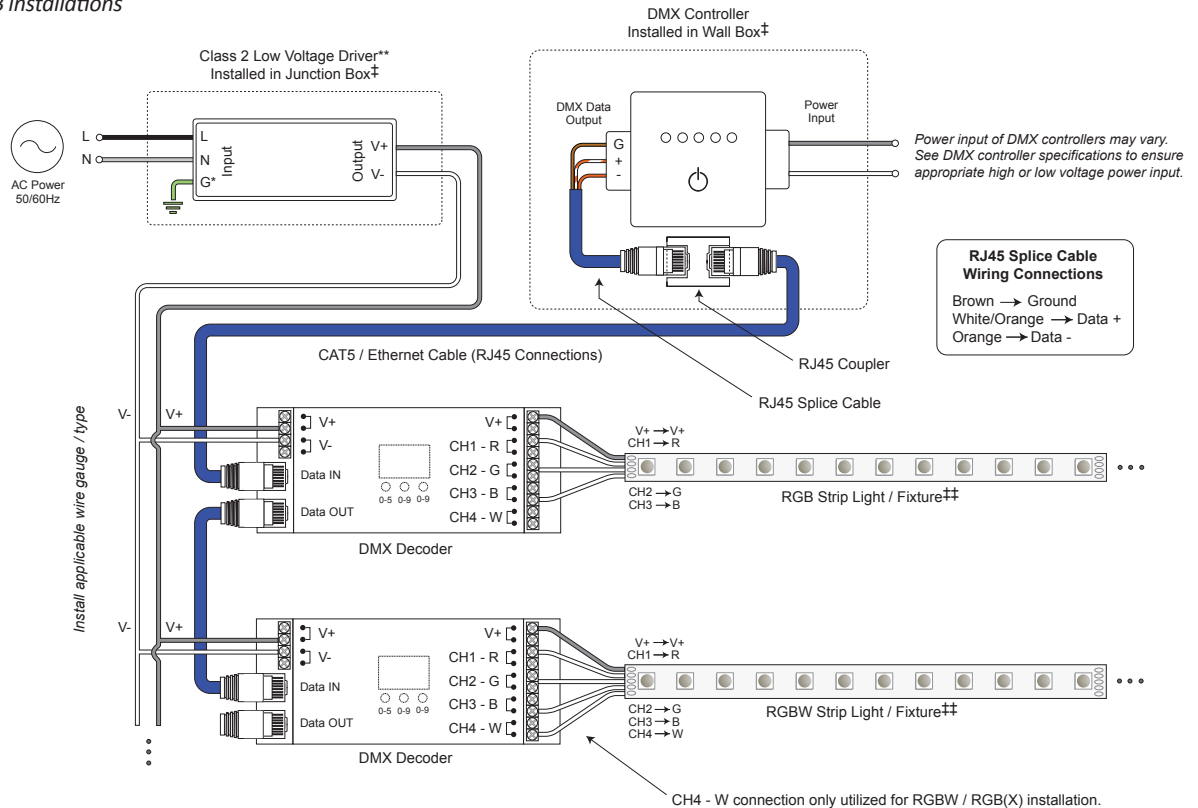 B Installations
Class 2 Low Voltage Driver**
Installed in Junction Box‡
L
N
AC Power
50/60Hz
L
N
G*
Input
Output
V+
V-
DMX Controller
Installed in Wall Box‡
DMX Data
Output
G
+
-
Power
Input
Power input of DMX controllers may vary.
See DMX controller specifications to ensure
appropriate high or low voltage power input.
RJ45 Splice Cable
Wiring Connections
Brown → Ground
White/Orange → Data +
Orange → Data -
CAT5 / Ethernet Cable (RJ45 Connections)
RJ45 Coupler
RJ45 Splice Cable
Install applicable wire gauge / type
V-
V+
V+
V-
Data IN
Data OUT
0-5 0-9 0-9
V+
CH1 - R
CH2 - G
CH3 - B
CH4 - W
DMX Decoder
V+ → V+
CH1 → R
CH2 → G
CH3 → B
RGB Strip Light / Fixture‡‡
V-
V+
V+
V-
Data IN
Data OUT
0-5 0-9 0-9
V+
CH1 - R
CH2 - G
CH3 - B
CH4 - W
DMX Decoder
V+ → V+
CH1 → R
CH2 → G
CH3 → B
CH4 → W
RGBW Strip Light / Fixture‡‡
CH4 - W connection only utilized for RGBW / RGB(X) installation.